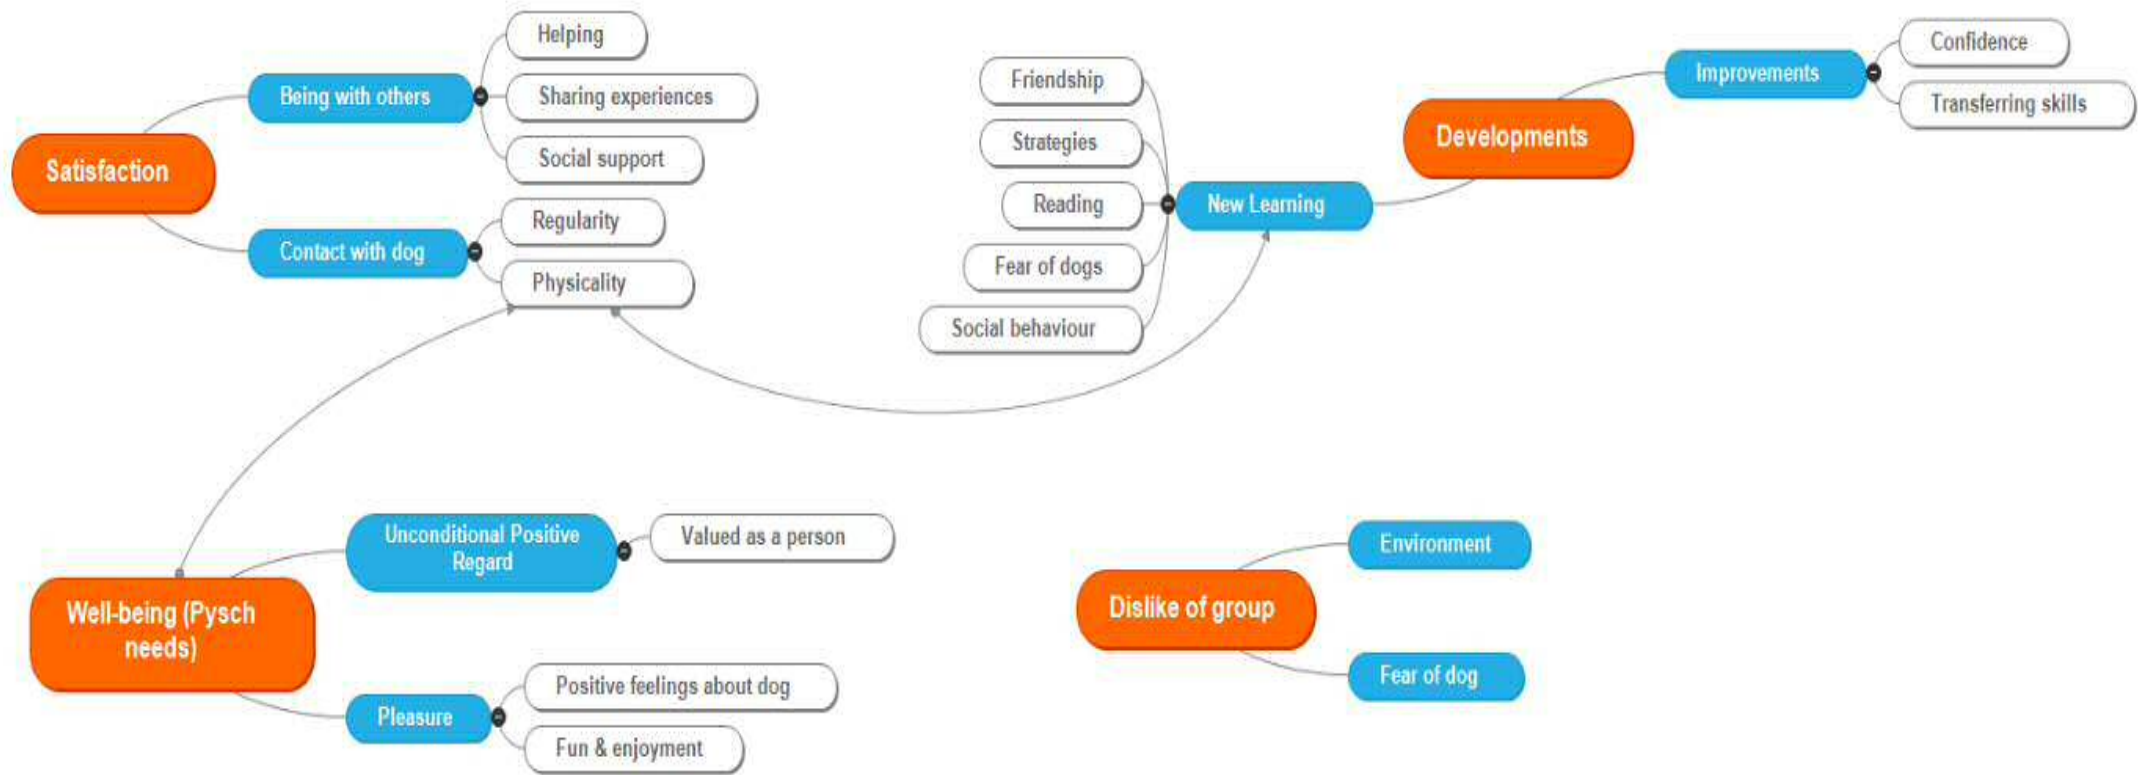 Satisfaction
Being with others
Helping
Sharing experiences
Social support
Contact with dog
Regularity
Physicality
Developments
Improvements
Confidence
Transferring skills
New Learning
Friendship
Strategies
Reading
Fear of dogs
Social behaviour
Well-being (Pysch
needs)
Unconditional Positive
Regard
Valued as a person
Pleasure
Positive feelings about dog
Fun & enjoyment
Dislike of group
Environment
Fear of dog